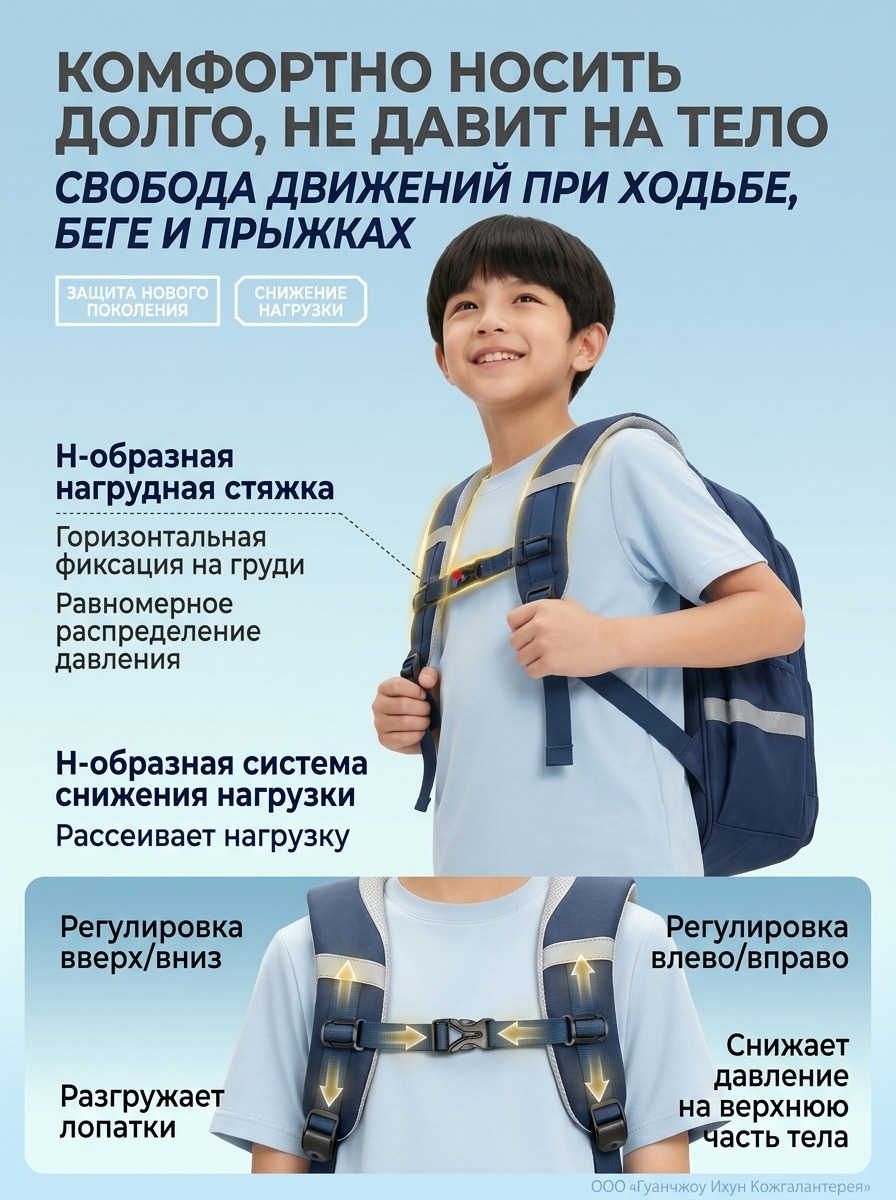 КОМФОРТНО НОСИТЬ
ДОЛГО, НЕ ДАВИТ НА ТЕЛО
СВОБОДА ДВИЖЕНИЙ ПРИ ХОДЬБЕ,
БЕГЕ И ПРЫЖКАХ
ЗАЩИТА НОВОГО
ПОКОЛЕНИЯ
СНИЖЕНИЕ
НАГРУЗКИ
Н-образная
нагрудная стяжка
Горизонтальная
фиксация на груди
Равномерное
распределение
давления
Н-образная система
снижения нагрузки
Рассеивает нагрузку
Регулировка
вверх/вниз
Регулировка
влево/вправо
Разгружает
лопатки
Снижает
давление
на верхнюю
часть тела
ООО «Гуанчжоу Ихун Кожгалантерея»